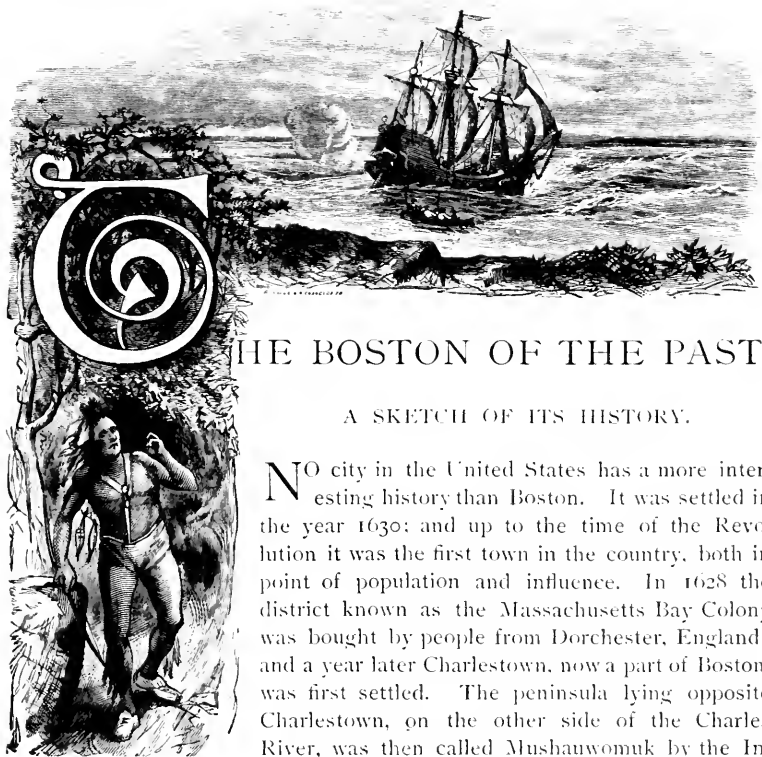 THE BOSTON OF THE PAST
A SKETCH OF ITS HISTORY.
NO city in the United States has a more inter
esting history than Boston. It was settled in
the year 1630; and up to the time of the Revo
lution it was the first town in the country, both in
point of population and influence. In 1628 the
district known as the Massachusetts Bay Colony
was bought by people from Dorchester, England
and a year later Charlestown, now a part of Boston
was first settled. The peninsula lying opposite
Charlestown, on the other side of the Charles
River, was then called Mushauwomuk by the In